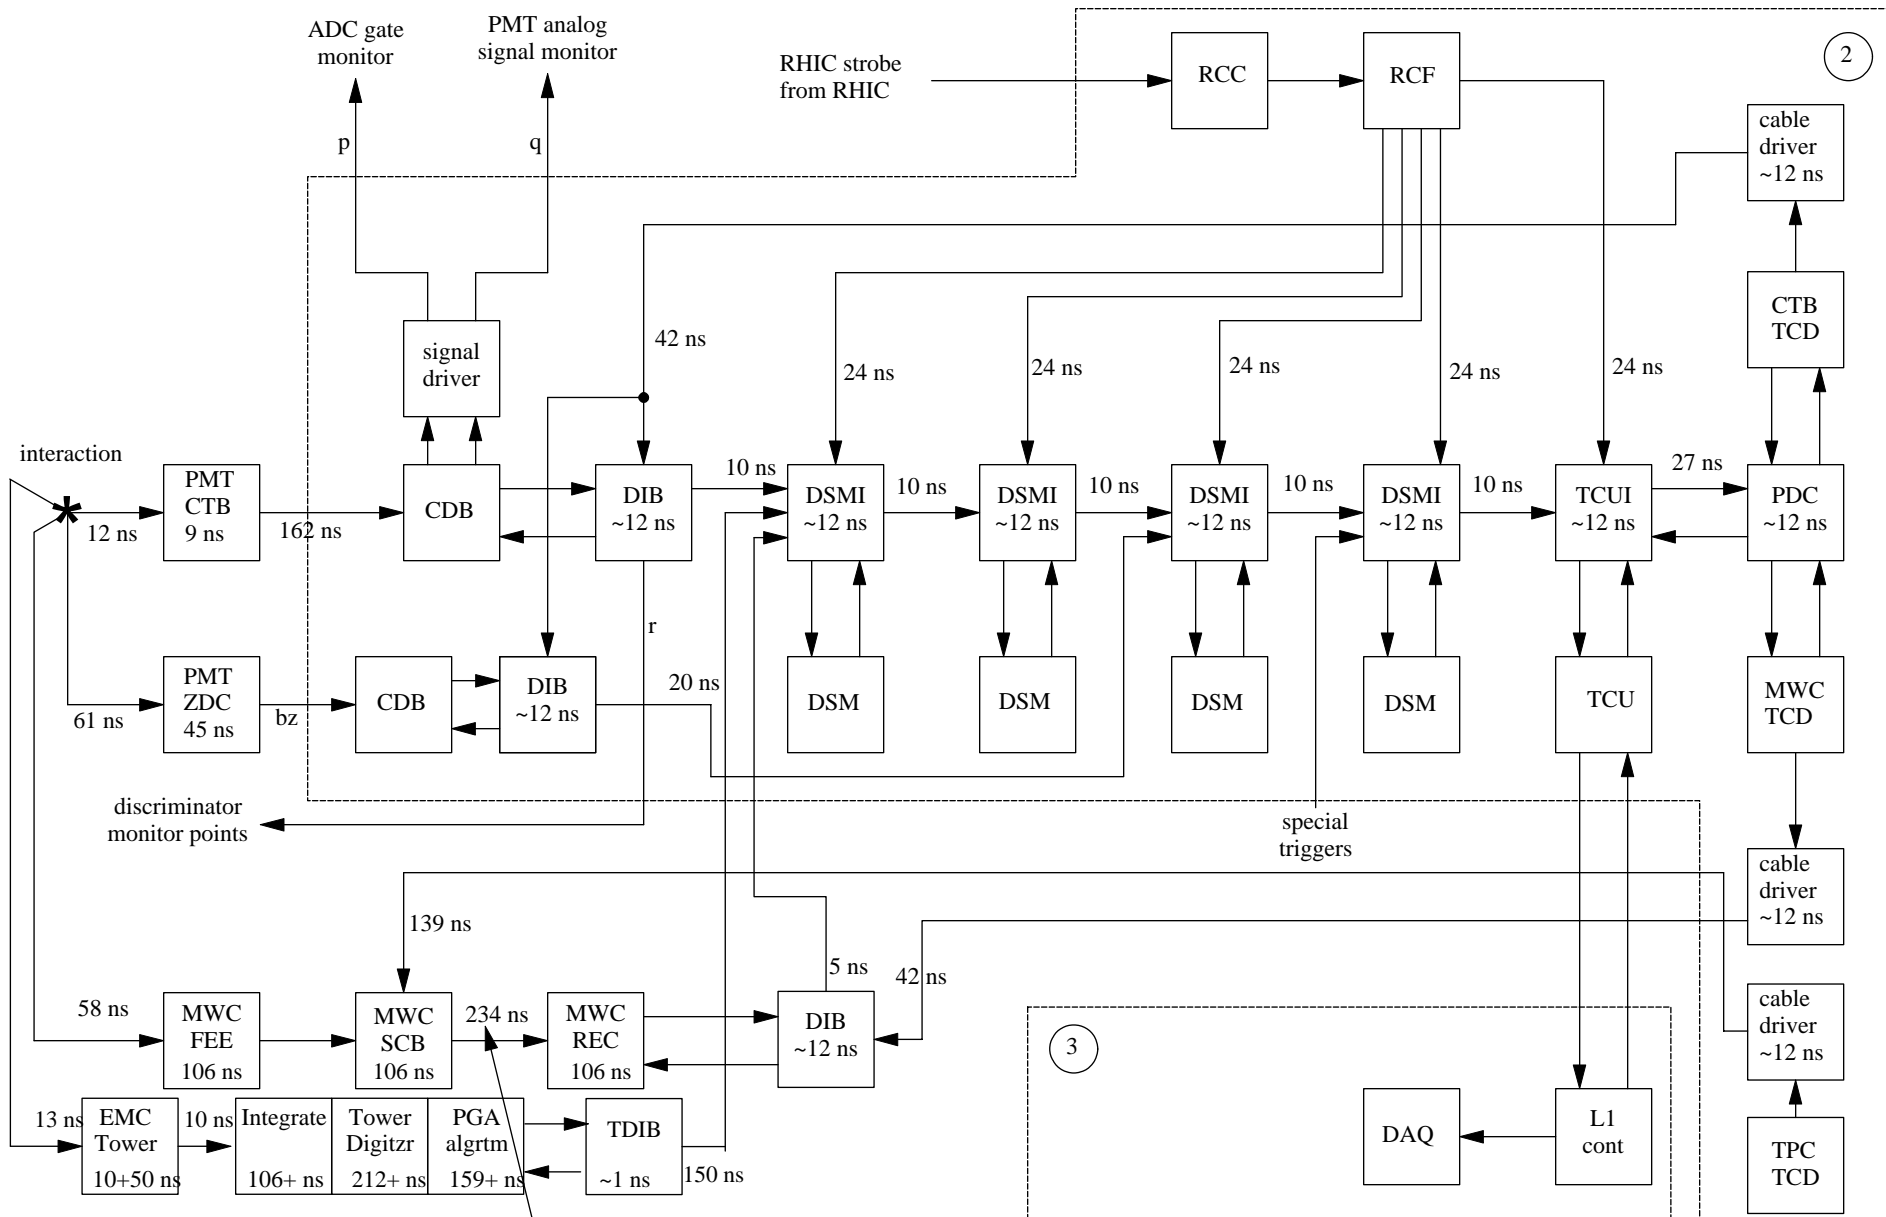 ADC gate
monitor
PMT analog
signal monitor
RHIC strobe
from RHIC
RCC
RCF
2
cable
driver
~12 ns
p
q
CTB
TCD
signal
driver
42 ns
24 ns
24 ns
24 ns
24 ns
24 ns
interaction
12 ns
PMT
CTB
9 ns
162 ns
CDB
DIB
~12 ns
10 ns
DSMI
~12 ns
10 ns
DSMI
~12 ns
10 ns
DSMI
~12 ns
10 ns
DSMI
~12 ns
10 ns
TCUI
~12 ns
27 ns
PDC
~12 ns
r
61 ns
PMT
ZDC
45 ns
bz
CDB
DIB
~12 ns
20 ns
DSM
DSM
DSM
DSM
TCU
MWC
TCD
discriminator
monitor points
special
triggers
cable
driver
~12 ns
139 ns
58 ns
MWC
FEE
106 ns
MWC
SCB
106 ns
234 ns
MWC
REC
106 ns
5 ns
DIB
~12 ns
42 ns
3
cable
driver
~12 ns
13 ns
EMC
Tower
10+50 ns
10 ns
Integrate
106+ ns
Tower
Digitzr
212+ ns
PGA
algrtm
159+ ns
TDIB
~1 ns
150 ns
DAQ
L1
cont
TPC
TCD